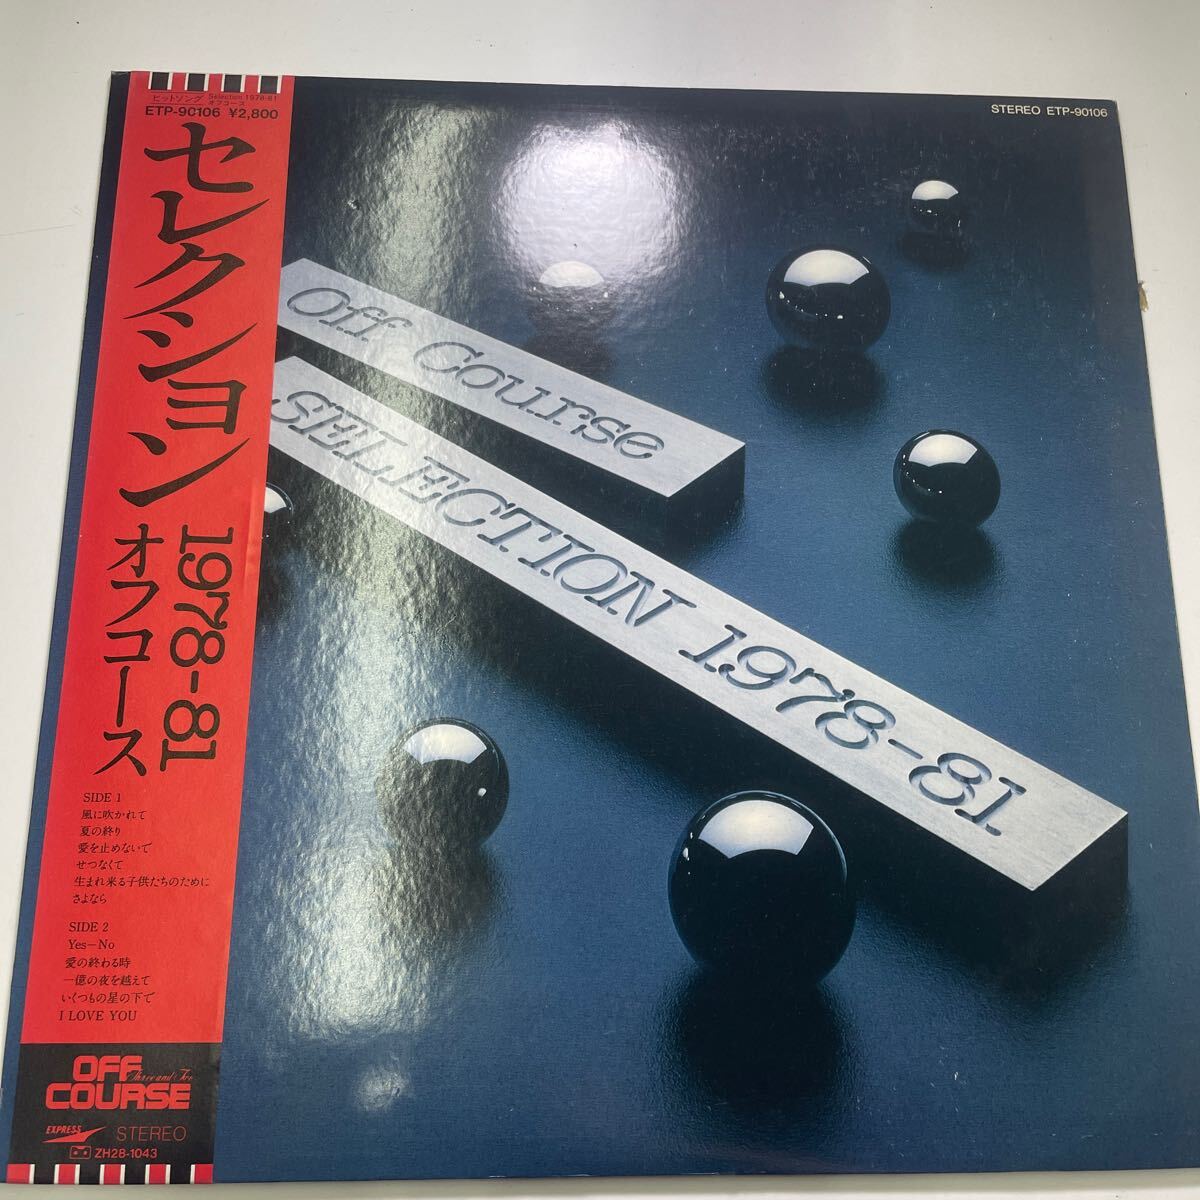 ヒットソング
Selection 1978-81
オフコース
ETP-90106 ¥2,800
セレクション
1978-81
オフコース
SIDE 1
風に吹かれて
夏の終り
愛を止めないで
せつなくて
生まれ来る子供たちのために
さよなら
SIDE 2
Yes-No
愛の終わる時
一億の夜を越えて
いくつもの星の下で
I LOVE YOU
OFF
Three and Two
COURSE
EXPRESS
STEREO
ZH28-1043
STEREO ETP-90106
Off Course
SELECTION 1978-81